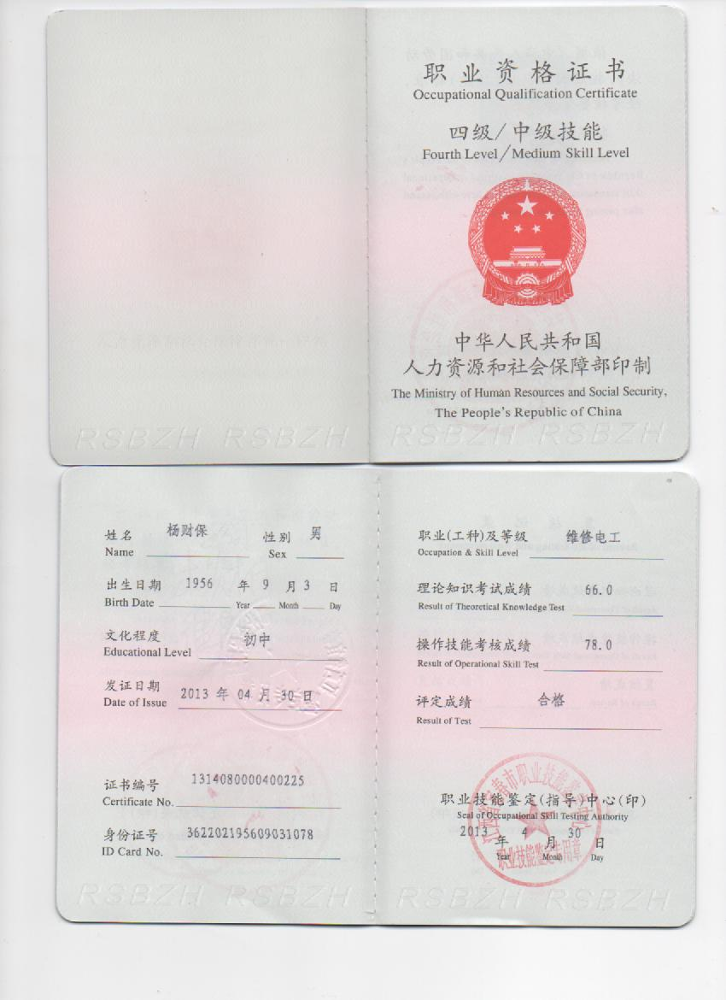 职业资格证书
Occupational Qualification Certificate
四级/中级技能
Fourth Level/Medium Skill Level
中华人民共和国
人力资源和社会保障部印制
The Ministry of Human Resources and Social Security,
The People's Republic of China
RSBZH RSBZH RSBZH RSBZH
姓名 杨财保 性别 男
Name Sex
出生日期 1956 年 9 月 3 日
Birth Date Year Month Day
文化程度 初中
Educational Level
发证日期 2013 年 04 月 30 日
Date of Issue
证书编号 1314080000400225
Certificate No.
身份证号 362202195609031078
ID Card No.
职业(工种)及等级 维修电工
Occupation & Skill Level
理论知识考试成绩 66.0
Result of Theoretical Knowledge Test
操作技能考核成绩 78.0
Result of Operational Skill Test
评定成绩 合格
Result of Test
职业技能鉴定(指导)中心(印)
Seal of Occupational Skill Testing Authority
2013 年 4 月 30 日
Year Month Day
职业技能鉴定专用章
RSBZH RSBZH RSBZH RSBZH